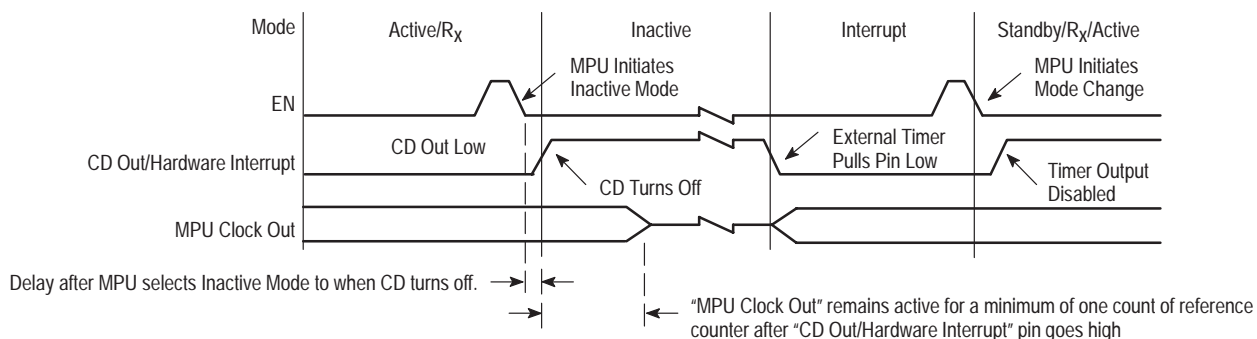 Mode
Active/RX
Inactive
Interrupt
Standby/RX/Active
EN
MPU Initiates
Inactive Mode
MPU Initiates
Mode Change
CD Out/Hardware Interrupt
CD Out Low
CD Turns Off
External Timer
Pulls Pin Low
Timer Output
Disabled
MPU Clock Out
Delay after MPU selects Inactive Mode to when CD turns off.
“MPU Clock Out” remains active for a minimum of one count of reference
counter after “CD Out/Hardware Interrupt” pin goes high